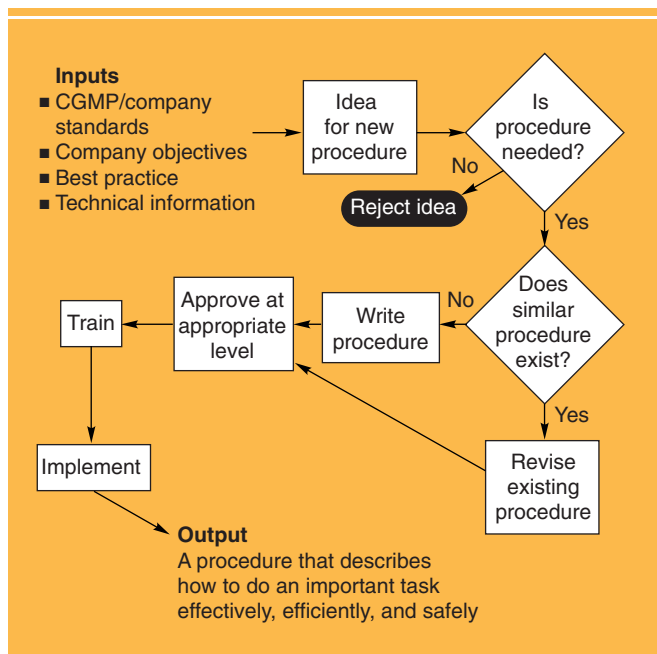 Inputs
■ CGMP/company
standards
■ Company objectives
■ Best practice
■ Technical information
Idea
for new
procedure
Is
procedure
needed?
No
Reject idea
Yes
Does
similar
procedure
exist?
No
Write
procedure
Approve at
appropriate
level
Train
Yes
Revise
existing
procedure
Implement
Output
A procedure that describes
how to do an important task
effectively, efficiently, and safely